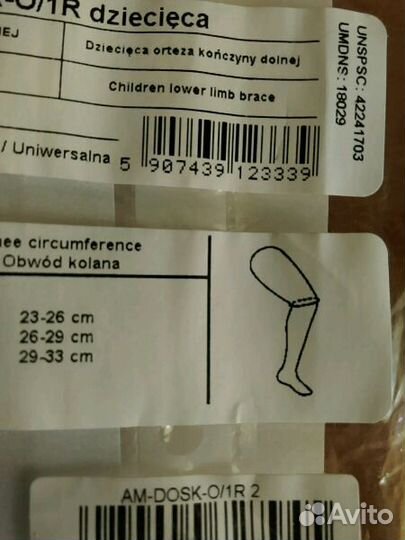 -O/1R dziecięca
NEJ
Dziecięca orteza kończyny dolnej
Children lower limb brace
UNSPSC: 42241703
UMDNS: 18029
/ Uniwersalna
5 907439 123339
nee circumference
Obwód kolana
23-26 cm
26-29 cm
29-33 cm
AM-DOSK-O/1R 2
Avito